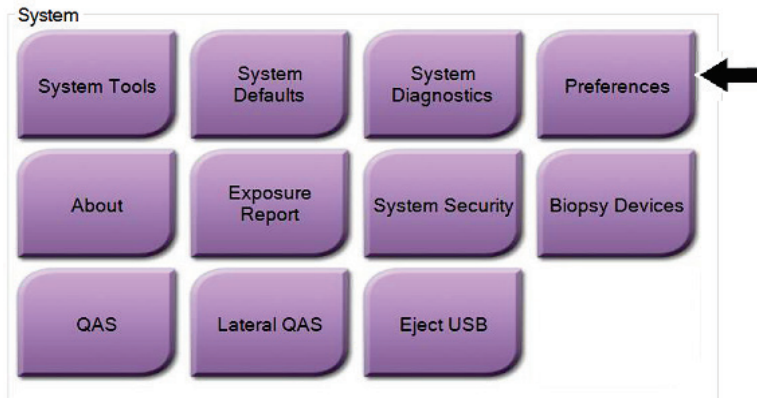 System
System Tools
System
Defaults
System
Diagnostics
Preferences
About
Exposure
Report
System Security
Biopsy Devices
QAS
Lateral QAS
Eject USB